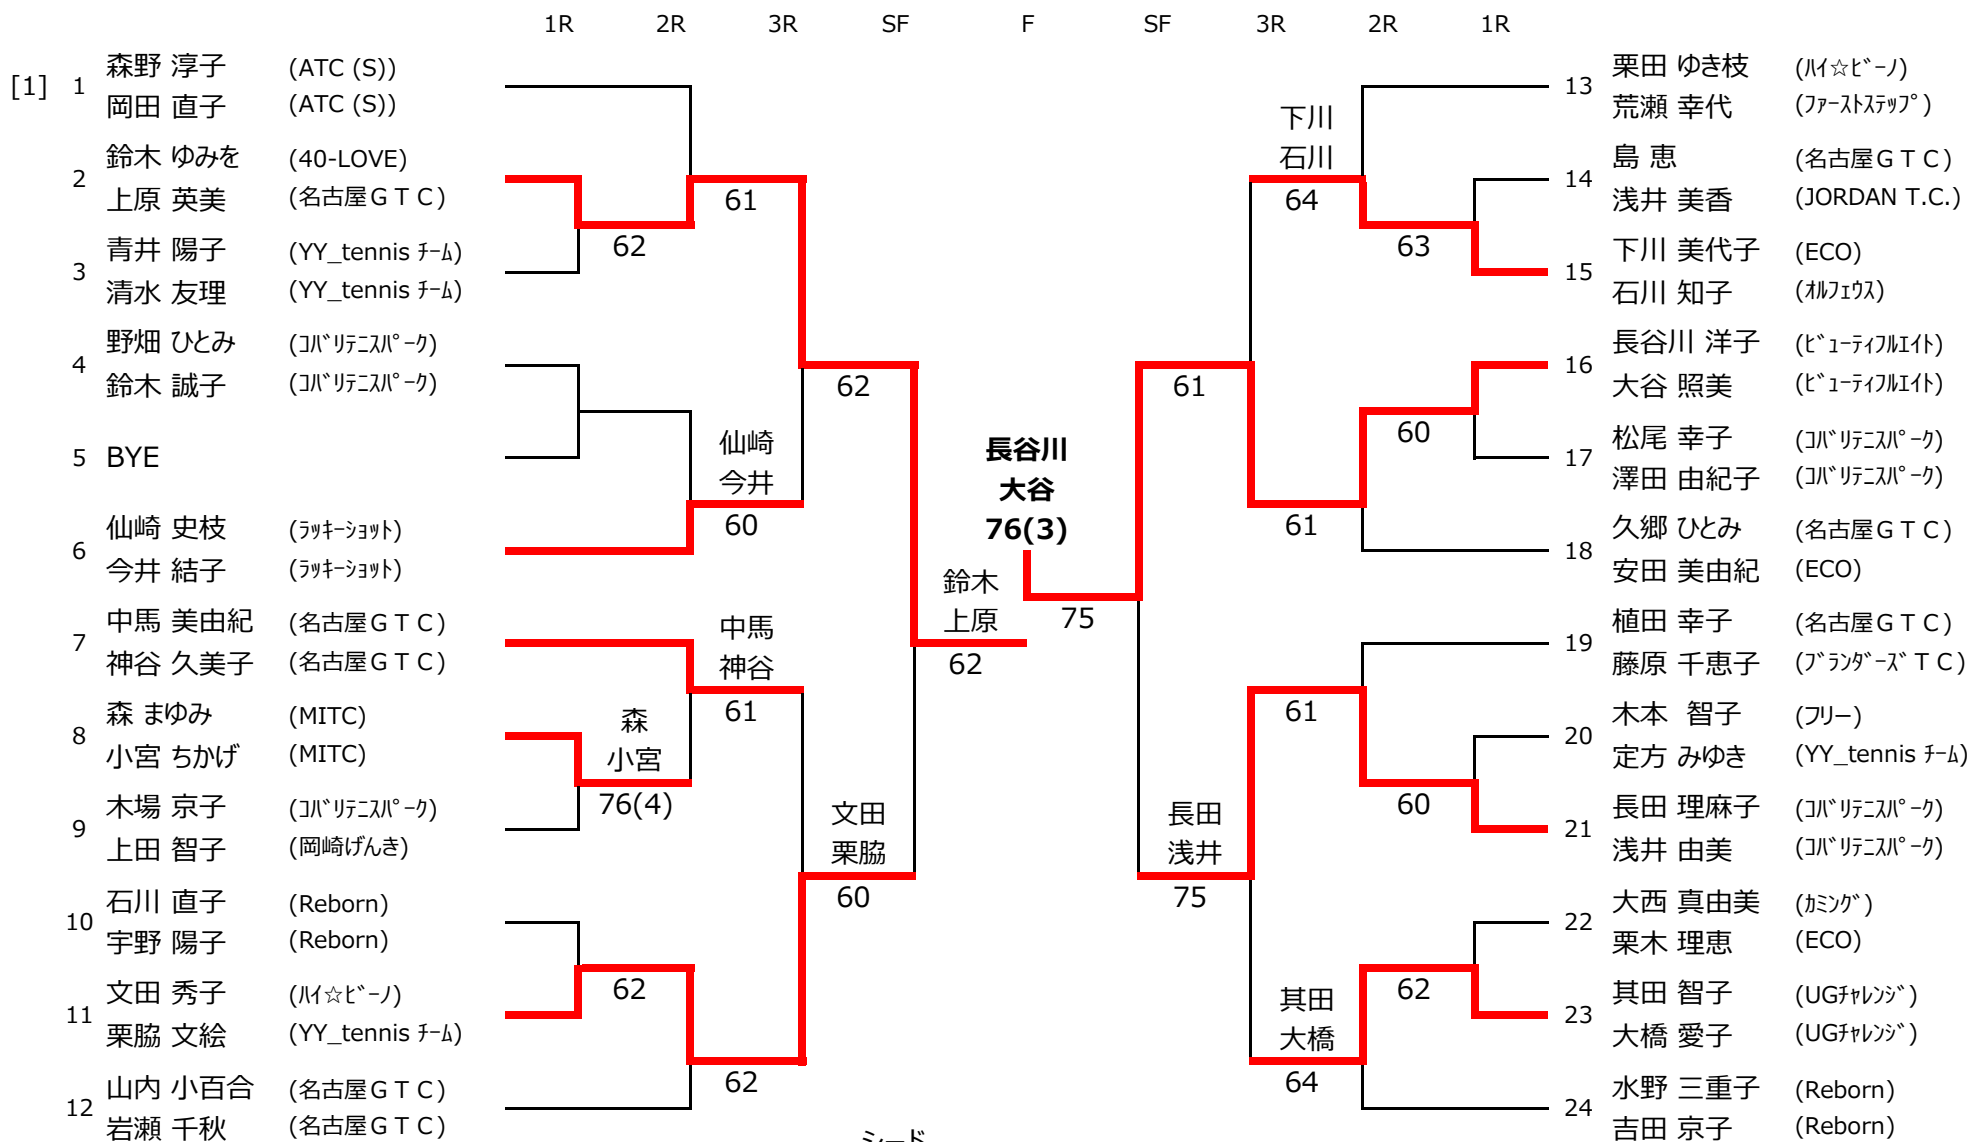 1R 2R 3R SF F SF 3R 2R 1R
[1] 1 森野 淳子 (ATC (S))
岡田 直子 (ATC (S))
2 鈴木 ゆみを (40-LOVE)
上原 英美 (名古屋GTC)
3 青井 陽子 (YY_tennis ﾁｰﾑ)
清水 友理 (YY_tennis ﾁｰﾑ)
4 野畑 ひとみ (ｺﾊﾞﾘﾃﾆｽﾊﾟｰｸ)
鈴木 誠子 (ｺﾊﾞﾘﾃﾆｽﾊﾟｰｸ)
5 BYE
6 仙崎 史枝 (ﾗｯｷｰｼｮｯﾄ)
今井 結子 (ﾗｯｷｰｼｮｯﾄ)
7 中馬 美由紀 (名古屋GTC)
神谷 久美子 (名古屋GTC)
8 森 まゆみ (MITC)
小宮 ちかげ (MITC)
9 木場 京子 (ｺﾊﾞﾘﾃﾆｽﾊﾟｰｸ)
上田 智子 (岡崎げんき)
10 石川 直子 (Reborn)
宇野 陽子 (Reborn)
11 文田 秀子 (ﾊｲ☆ﾋﾞｰﾉ)
栗脇 文絵 (YY_tennis ﾁｰﾑ)
12 山内 小百合 (名古屋GTC)
岩瀬 千秋 (名古屋GTC)
62
森
小宮
76(4)
62
61
仙崎
今井
60
中馬
神谷
61
62
62
文田
栗脇
60
鈴木
上原
62
長谷川
大谷
76(3)
75
61
長田
浅井
75
下川
石川
64
61
61
其田
大橋
64
63
60
60
62
13 栗田 ゆき枝 (ﾊｲ☆ﾋﾞｰﾉ)
荒瀬 幸代 (ﾌｧｰｽﾄｽﾃｯﾌﾟ)
14 島 恵 (名古屋GTC)
浅井 美香 (JORDAN T.C.)
15 下川 美代子 (ECO)
石川 知子 (ｵﾙﾌｪｳｽ)
16 長谷川 洋子 (ﾋﾞｭｰﾃｨﾌﾙｴｲﾄ)
大谷 照美 (ﾋﾞｭｰﾃｨﾌﾙｴｲﾄ)
17 松尾 幸子 (ｺﾊﾞﾘﾃﾆｽﾊﾟｰｸ)
澤田 由紀子 (ｺﾊﾞﾘﾃﾆｽﾊﾟｰｸ)
18 久郷 ひとみ (名古屋GTC)
安田 美由紀 (ECO)
19 植田 幸子 (名古屋GTC)
藤原 千恵子 (ﾌﾞﾗﾝﾀﾞｰｽﾞTC)
20 木本 智子 (フリー)
定方 みゆき (YY_tennis ﾁｰﾑ)
21 長田 理麻子 (ｺﾊﾞﾘﾃﾆｽﾊﾟｰｸ)
浅井 由美 (ｺﾊﾞﾘﾃﾆｽﾊﾟｰｸ)
22 大西 真由美 (ｶﾐﾝｸﾞ)
栗木 理恵 (ECO)
23 其田 智子 (UGﾁｬﾚﾝｼﾞ)
大橋 愛子 (UGﾁｬﾚﾝｼﾞ)
24 水野 三重子 (Reborn)
吉田 京子 (Reborn)
シード